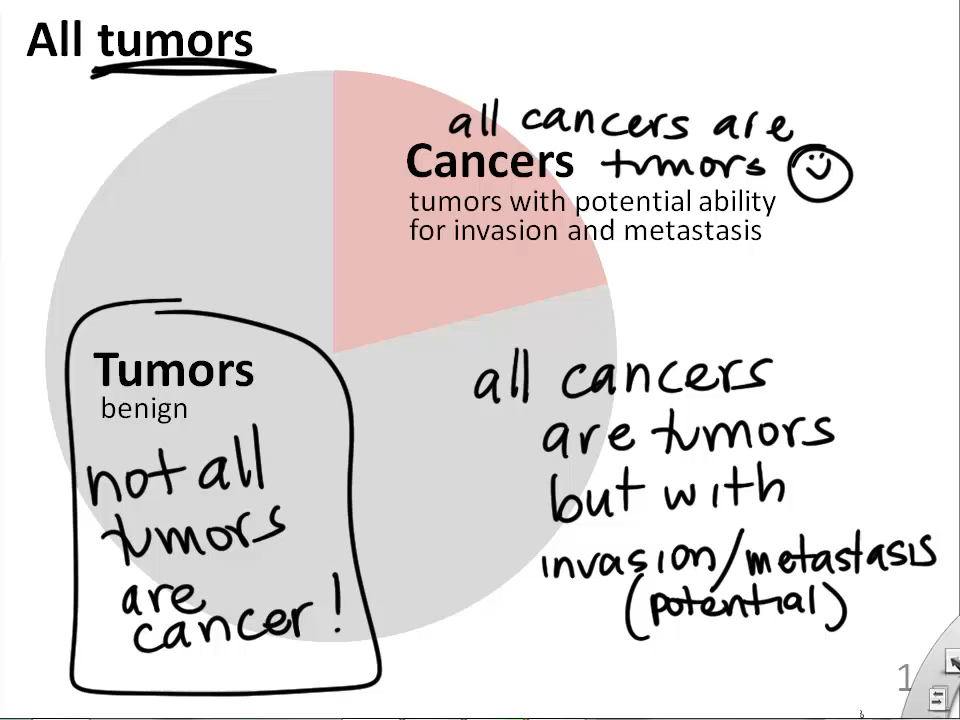 All tumors
all cancers are
Cancers tumors
tumors with potential ability
for invasion and metastasis
Tumors
benign
not all
tumors
are
cancer!
all cancers
are tumors
but with
invasion/metastasis
(potential)
1